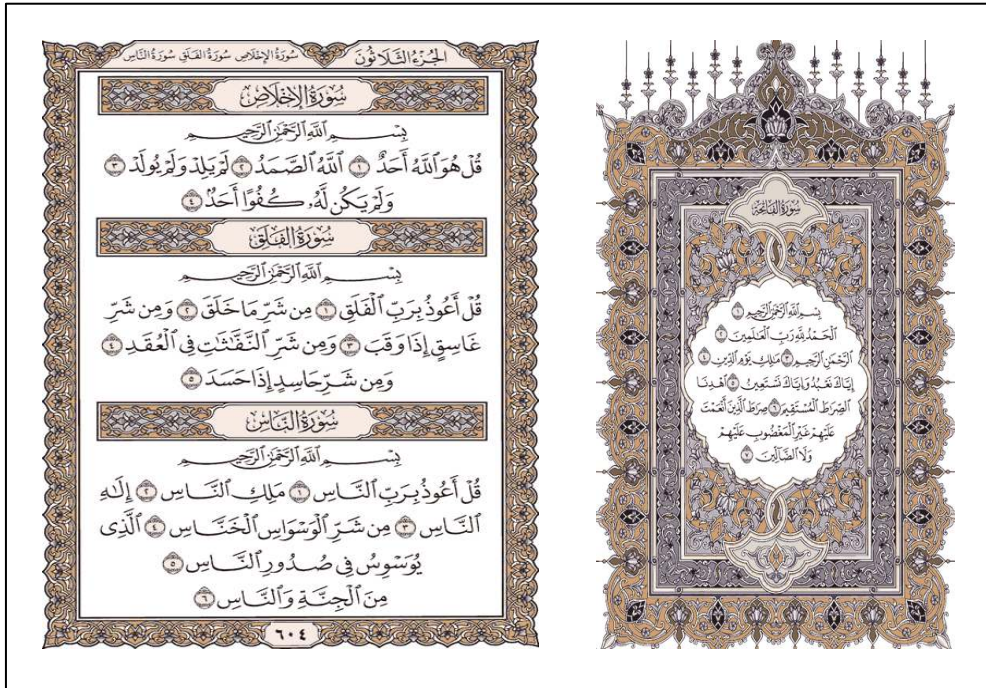 سُورَةُ الفَاتِحَةِ
بِسْمِ ٱللَّهِ ٱلرَّحْمَٰنِ ٱلرَّحِيمِ ١
ٱلْحَمْدُ لِلَّهِ رَبِّ ٱلْعَٰلَمِينَ ٢
ٱلرَّحْمَٰنِ ٱلرَّحِيمِ ٣ مَٰلِكِ يَوْمِ ٱلدِّينِ ٤
إِيَّاكَ نَعْبُدُ وَإِيَّاكَ نَسْتَعِينُ ٥ ٱهْدِنَا
ٱلصِّرَٰطَ ٱلْمُسْتَقِيمَ ٦ صِرَٰطَ ٱلَّذِينَ أَنْعَمْتَ
عَلَيْهِمْ غَيْرِ ٱلْمَغْضُوبِ عَلَيْهِمْ
وَلَا ٱلضَّآلِّينَ ٧
الجُزْءُ الثَّلَاثُونَ سُورَةُ الإِخْلَاصِ سُورَةُ الفَلَقِ سُورَةُ النَّاسِ
سُورَةُ الإِخْلَاصِ
بِسْمِ ٱللَّهِ ٱلرَّحْمَٰنِ ٱلرَّحِيمِ
قُلْ هُوَ ٱللَّهُ أَحَدٌ ١ ٱللَّهُ ٱلصَّمَدُ ٢ لَمْ يَلِدْ وَلَمْ يُولَدْ ٣
وَلَمْ يَكُن لَّهُۥ كُفُوًا أَحَدٌۢ ٤
سُورَةُ الفَلَقِ
بِسْمِ ٱللَّهِ ٱلرَّحْمَٰنِ ٱلرَّحِيمِ
قُلْ أَعُوذُ بِرَبِّ ٱلْفَلَقِ ١ مِن شَرِّ مَا خَلَقَ ٢ وَمِن شَرِّ
غَاسِقٍ إِذَا وَقَبَ ٣ وَمِن شَرِّ ٱلنَّفَّٰثَٰتِ فِي ٱلْعُقَدِ ٤
وَمِن شَرِّ حَاسِدٍ إِذَا حَسَدَ ٥
سُورَةُ النَّاسِ
بِسْمِ ٱللَّهِ ٱلرَّحْمَٰنِ ٱلرَّحِيمِ
قُلْ أَعُوذُ بِرَبِّ ٱلنَّاسِ ١ مَلِكِ ٱلنَّاسِ ٢ إِلَٰهِ
ٱلنَّاسِ ٣ مِن شَرِّ ٱلْوَسْوَاسِ ٱلْخَنَّاسِ ٤ ٱلَّذِى
يُوَسْوِسُ فِي صُدُورِ ٱلنَّاسِ ٥
مِنَ ٱلْجِنَّةِ وَٱلنَّاسِ ٦
٦٠٤